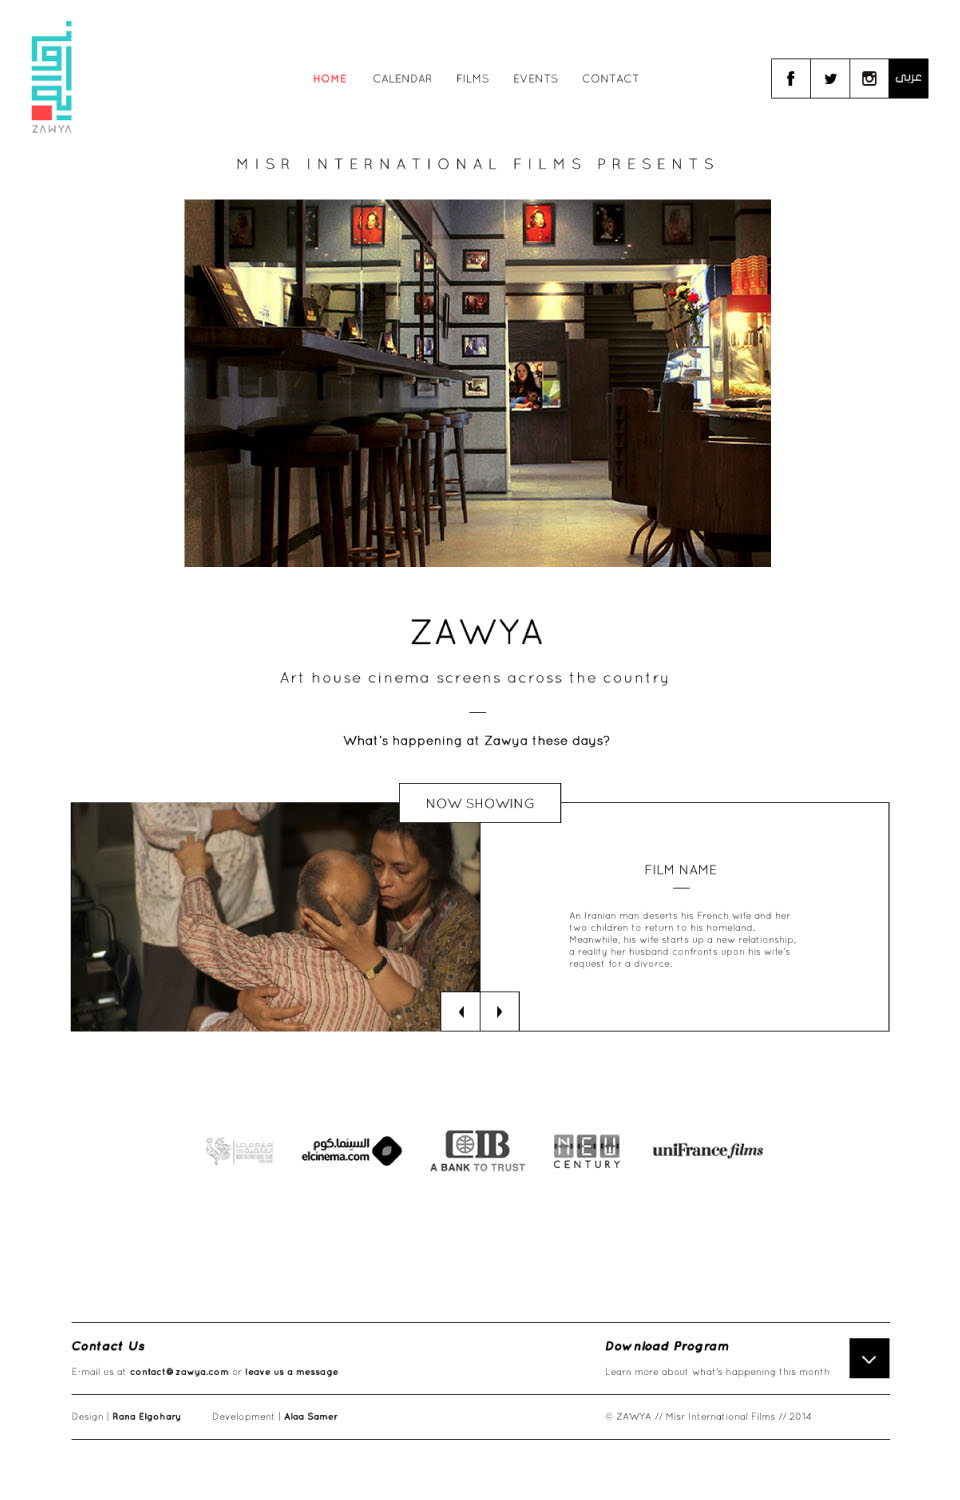 زاوية
ZAWYA
HOME CALENDAR FILMS EVENTS CONTACT
عربى
MISR INTERNATIONAL FILMS PRESENTS
ZAWYA
Art house cinema screens across the country
What's happening at Zawya these days?
NOW SHOWING
FILM NAME
An Iranian man deserts his French wife and her
two children to return to his homeland.
Meanwhile, his wife starts up a new relationship,
a reality her husband confronts upon his wife's
request for a divorce.
السينما.كوم
elcinema.com
CIB
A BANK TO TRUST
NEW
CENTURY
uniFrance films
Contact Us
E-mail us at contact@zawya.com or leave us a message
Download Program
Learn more about what's happening this month
Design | Rana Elgohary Development | Alaa Samer
© ZAWYA // Misr International Films // 2014